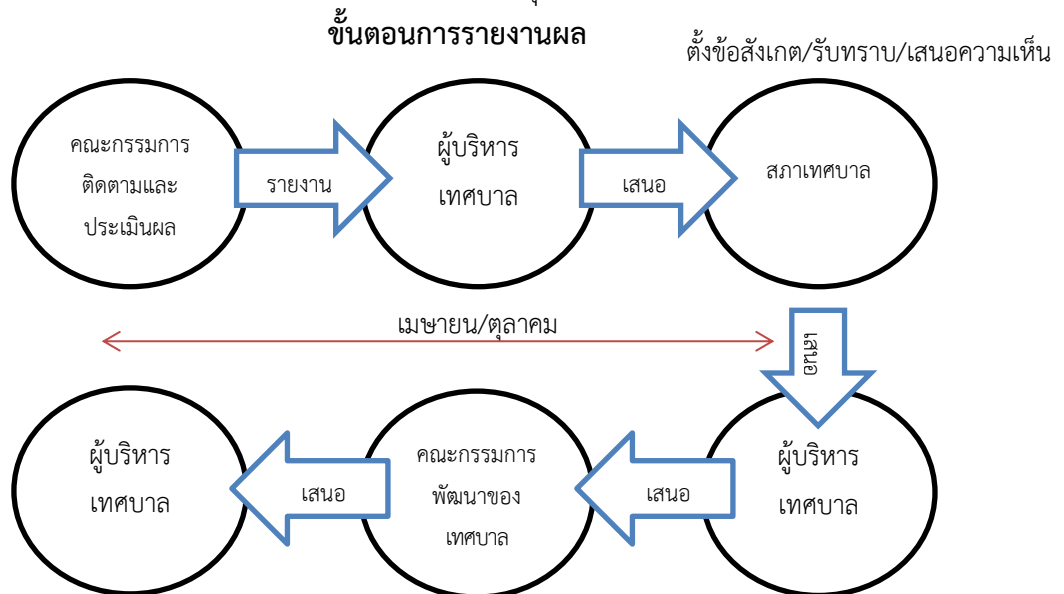 ขั้นตอนการรายงานผล
ตั้งข้อสังเกต/รับทราบ/เสนอความเห็น
คณะกรรมการ
ติดตามและ
ประเมินผล
รายงาน
ผู้บริหาร
เทศบาล
เสนอ
สภาเทศบาล
เมษายน/ตุลาคม
เสนอ
ผู้บริหาร
เทศบาล
เสนอ
คณะกรรมการ
พัฒนาของ
เทศบาล
เสนอ
ผู้บริหาร
เทศบาล